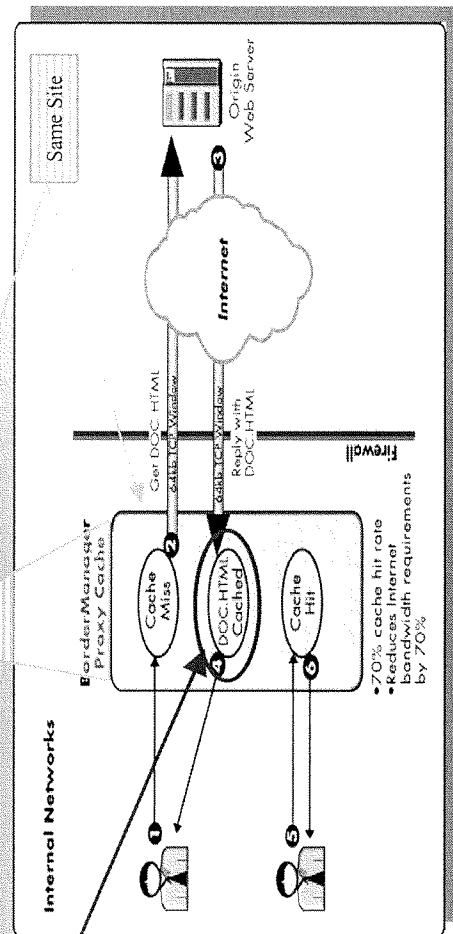 Same Site
Internal Networks
BorderManager
Proxy Cache
Cache
Miss
DOC.HTML
Cached
Cache
Hit
1
2
3
4
5
6
Get DOC.HTML
64kb TCP Window
64kb TCP Window
Reply with
DOC.HTML
Internet
Origin
Web Server
Firewall
•70% cache hit rate
•Reduces Internet
bandwidth requirements
by 70%